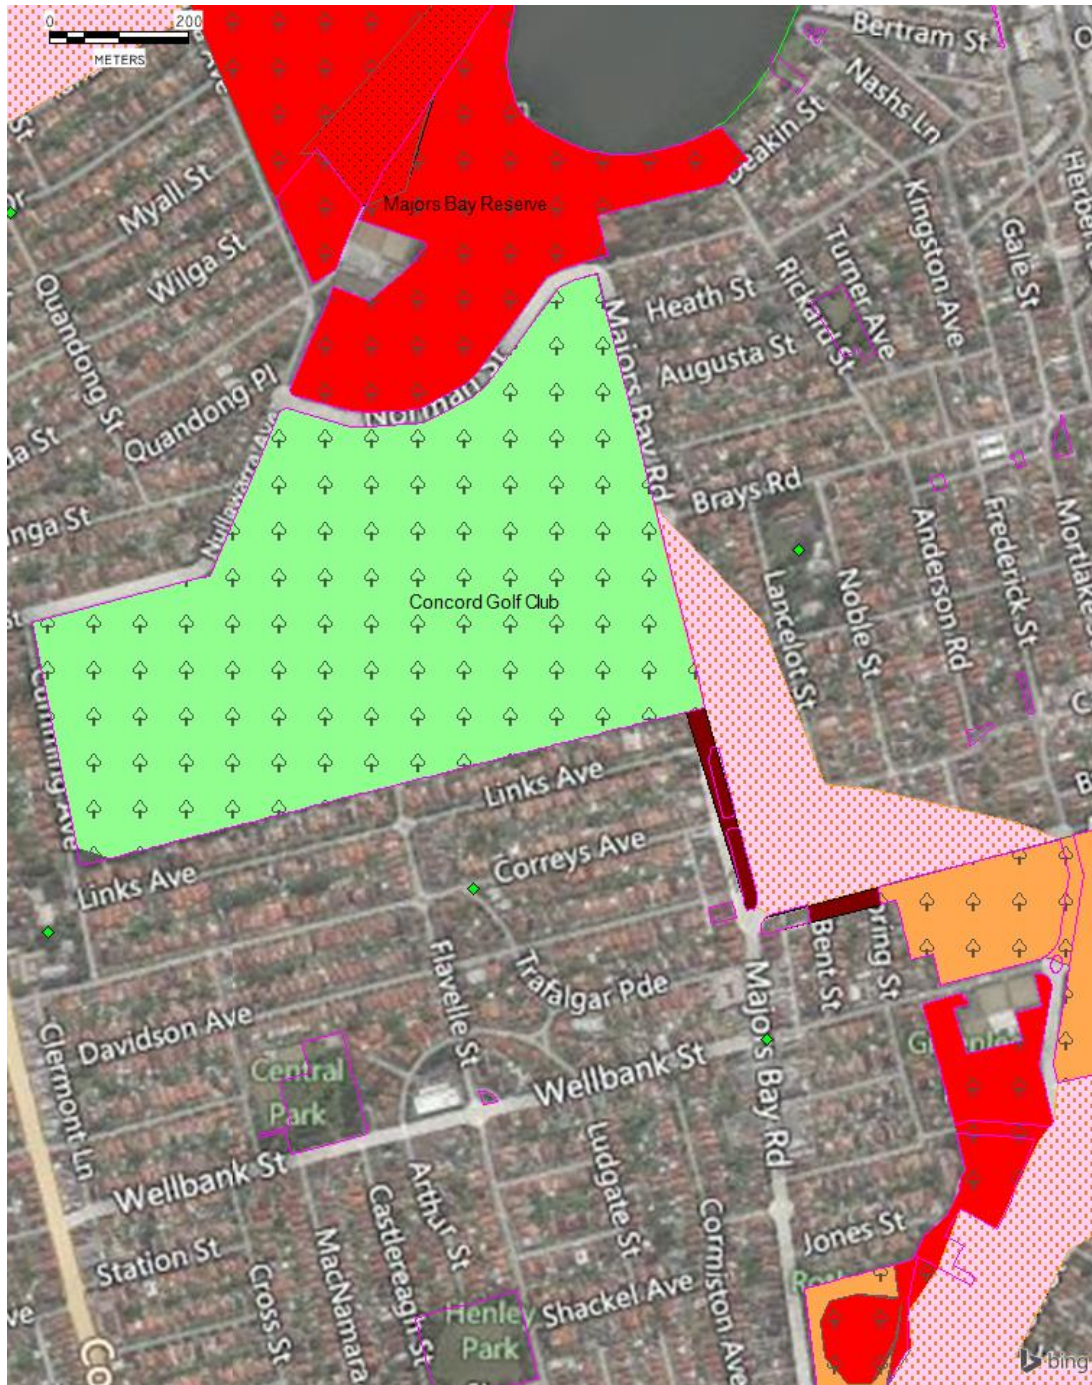 0 200
METERS
Bertram St
Nashs Ln
Deakin St
Myall St
Majors Bay Reserve
Kingston Ave
Wilga St
Turner Ave
Gale St
Quandong St
Heath St
Rickard St
Augusta St
Quandong Pl
Norman St
Majors Bay Rd
Brays Rd
Nullawarra Ave
Frederick St
Anderson Rd
Concord Golf Club
Noble St
Lancelot St
Cumming Ave
Links Ave
Correys Ave
Links Ave
Bent St
Flavelle St
Trafalgar Pde
Majors Bay Rd
Davidson Ave
Clermont Ln
Central
Park
Wellbank St
Wellbank St
Ludgate St
Arthur St
Castlereagh St
Cormiston Ave
Jones St
Station St
Cross St
MacNamara
Shackel Ave
Henley
Park
bing